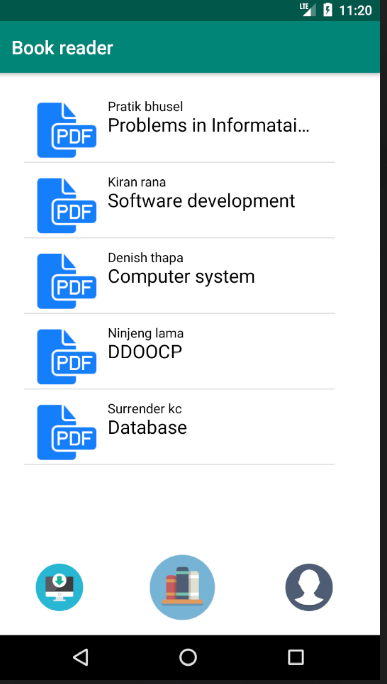 LTE 11:20
Book reader
Pratik bhusel
PDF Problems in Informatai...
Kiran rana
PDF Software development
Denish thapa
PDF Computer system
Ninjeng lama
PDF DDOOCP
Surrender kc
PDF Database